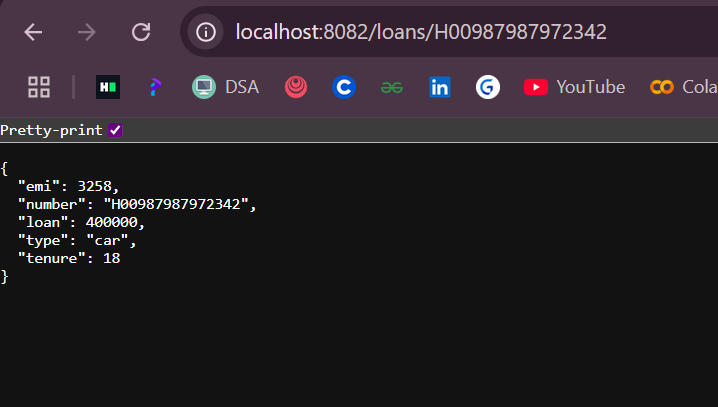 localhost:8082/loans/H00987987972342
DSA
YouTube
Cola
Pretty-print
{
  "emi": 3258,
  "number": "H00987987972342",
  "loan": 400000,
  "type": "car",
  "tenure": 18
}